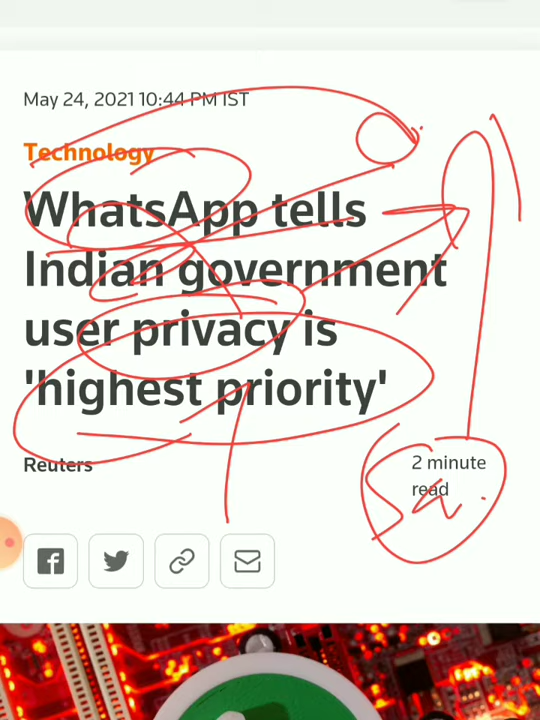 May 24, 2021 10:44 PM IST
Technology
WhatsApp tells
Indian government
user privacy is
'highest priority'
Reuters
2 minute
read